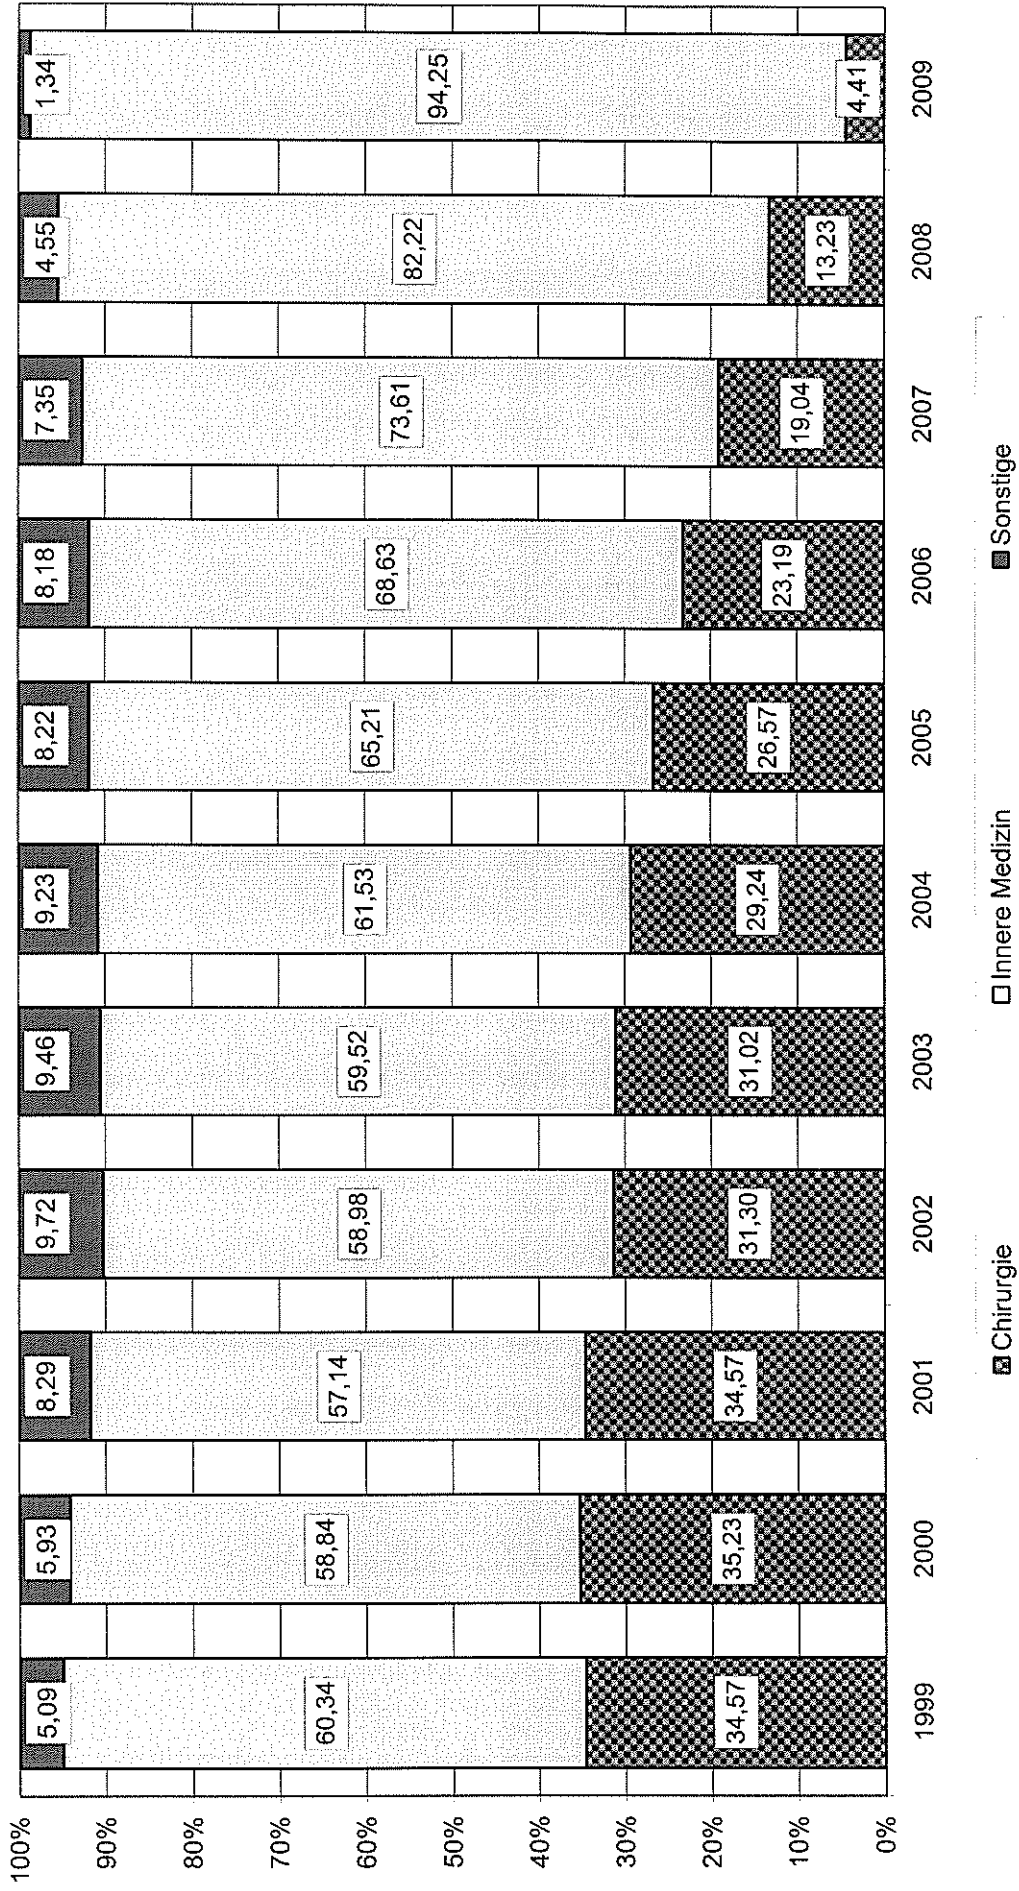 100%
90%
80%
70%
60%
50%
40%
30%
20%
10%
0%
5,09 5,93 8,29 9,72 9,46 9,23 8,22 8,18 7,35 4,55 1,34
60,34 58,84 57,14 58,98 59,52 61,53 65,21 68,63 73,61 82,22 94,25
34,57 35,23 34,57 31,30 31,02 29,24 26,57 23,19 19,04 13,23 4,41
1999 2000 2001 2002 2003 2004 2005 2006 2007 2008 2009
Chirurgie Innere Medizin Sonstige